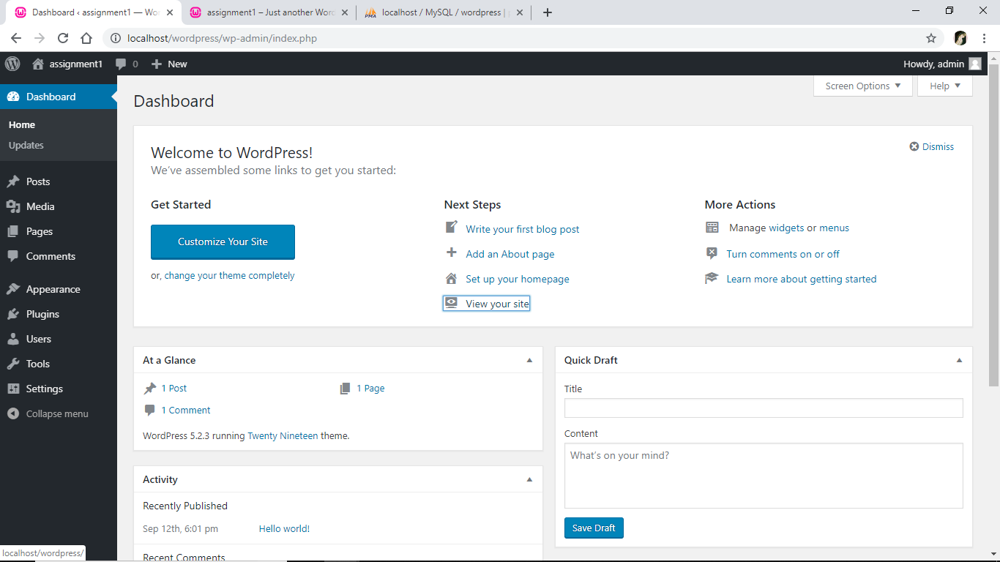 Dashboard ‹ assignment1 — Wor
assignment1 – Just another Word
localhost / MySQL / wordpress |
localhost/wordpress/wp-admin/index.php
assignment1
0
New
Howdy, admin
Dashboard
Home
Updates
Posts
Media
Pages
Comments
Appearance
Plugins
Users
Tools
Settings
Collapse menu
Screen Options
Help
Dashboard
Welcome to WordPress!
We've assembled some links to get you started:
Dismiss
Get Started
Customize Your Site
or, change your theme completely
Next Steps
Write your first blog post
Add an About page
Set up your homepage
View your site
More Actions
Manage widgets or menus
Turn comments on or off
Learn more about getting started
At a Glance
1 Post
1 Page
1 Comment
WordPress 5.2.3 running Twenty Nineteen theme.
Activity
Recently Published
Sep 12th, 6:01 pm
Hello world!
Recent Comments
Quick Draft
Title
Content
What's on your mind?
Save Draft
localhost/wordpress/